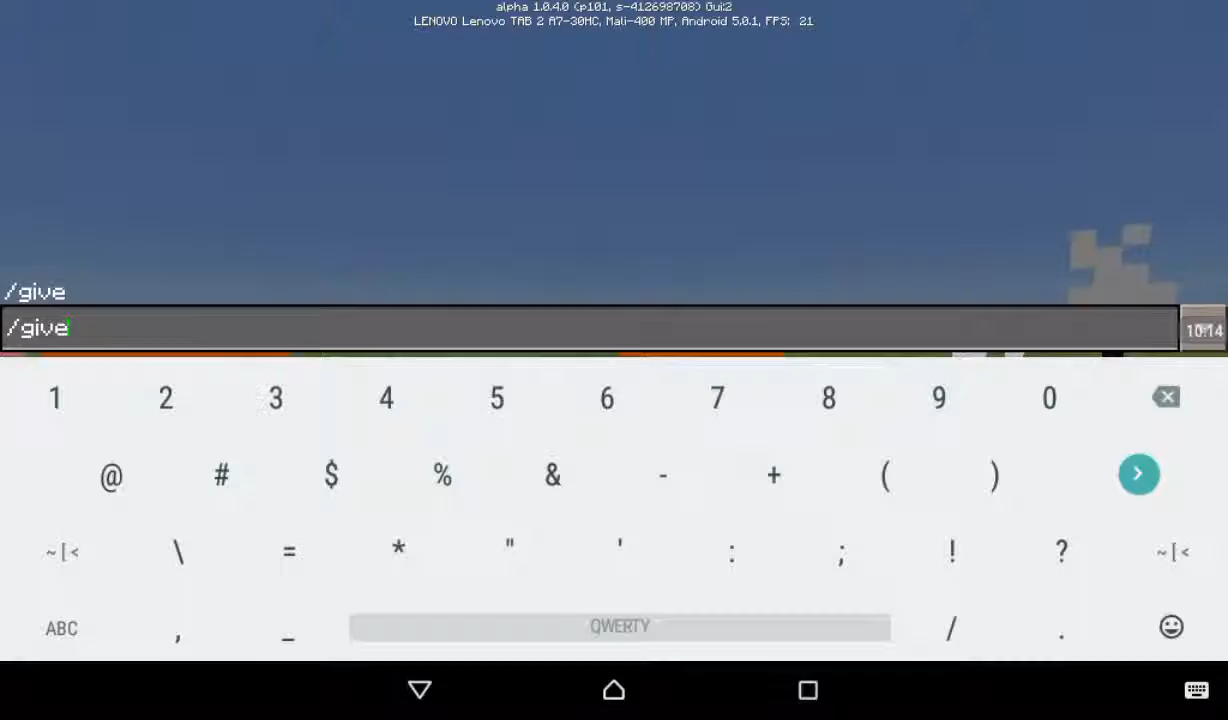 alpha 1.0.4.0 (p101, s-412698708) Gui:2
LENOVO Lenovo TAB 2 A7-30HC, Mali-400 MP, Android 5.0.1, FPS: 21
/give
/give
10:14
1 2 3 4 5 6 7 8 9 0
@ # $ % & - + ( )
~[< \ = * " ' : ; ! ? ~[<
ABC , _ QWERTY / .